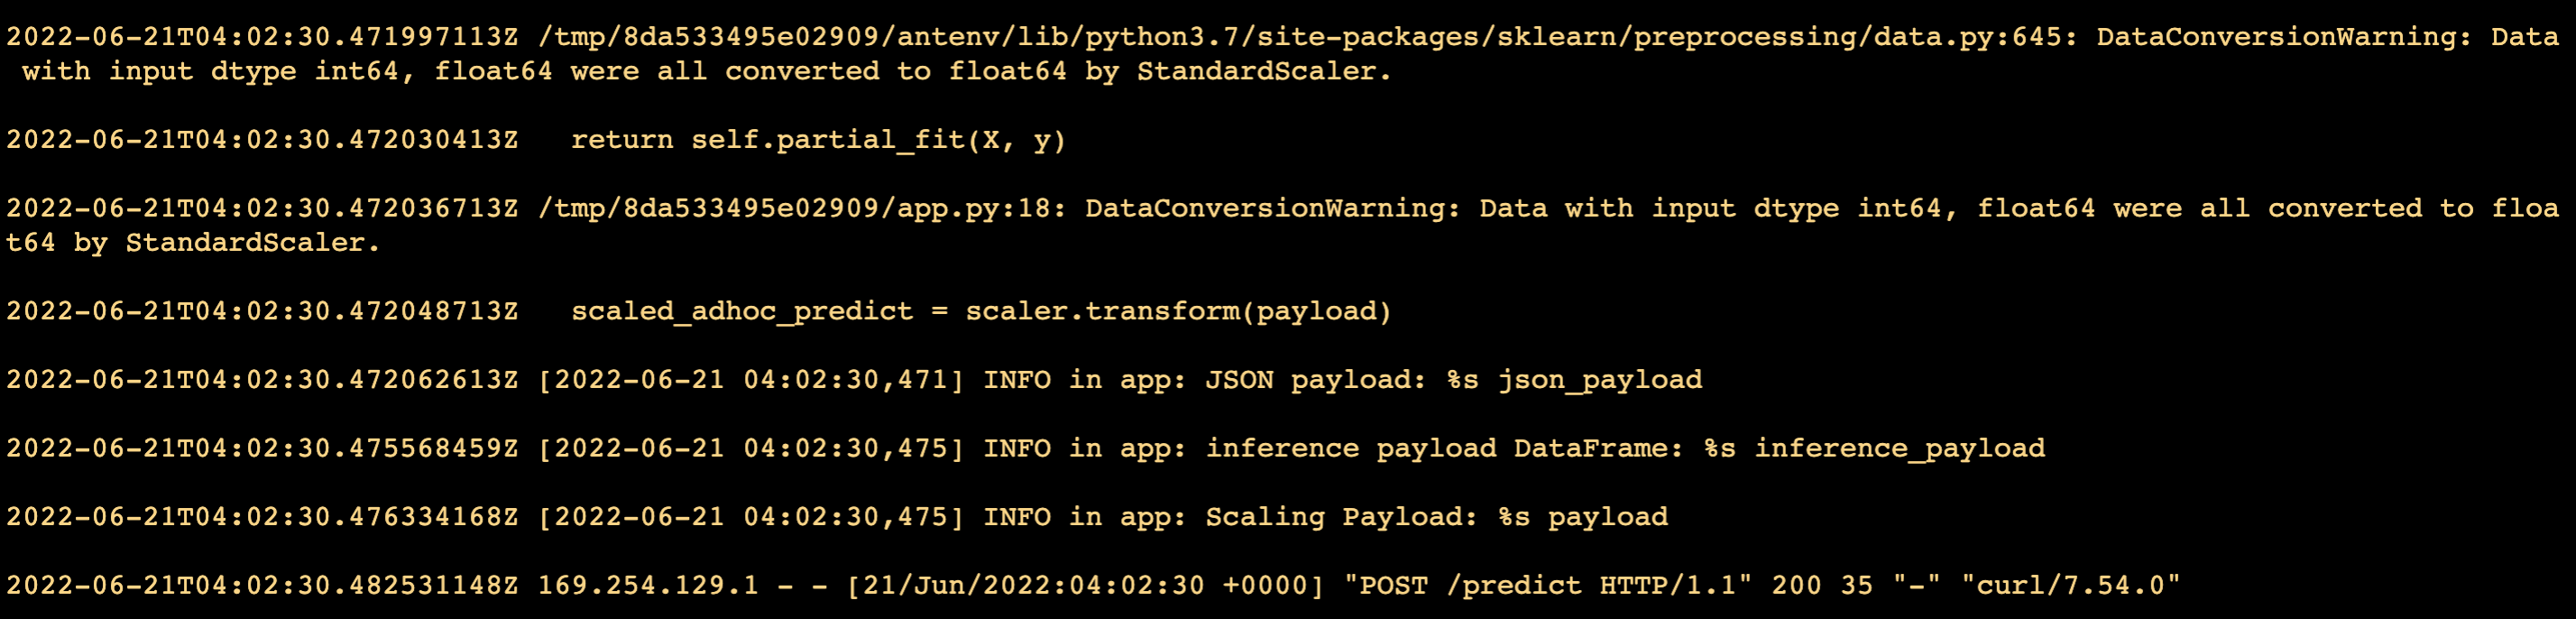 2022-06-21T04:02:30.471997113Z /tmp/8da533495e02909/antenv/lib/python3.7/site-packages/sklearn/preprocessing/data.py:645: DataConversionWarning: Data
 with input dtype int64, float64 were all converted to float64 by StandardScaler.
2022-06-21T04:02:30.472030413Z   return self.partial_fit(X, y)
2022-06-21T04:02:30.472036713Z /tmp/8da533495e02909/app.py:18: DataConversionWarning: Data with input dtype int64, float64 were all converted to floa
t64 by StandardScaler.
2022-06-21T04:02:30.472048713Z   scaled_adhoc_predict = scaler.transform(payload)
2022-06-21T04:02:30.472062613Z [2022-06-21 04:02:30,471] INFO in app: JSON payload: %s json_payload
2022-06-21T04:02:30.475568459Z [2022-06-21 04:02:30,475] INFO in app: inference payload DataFrame: %s inference_payload
2022-06-21T04:02:30.476334168Z [2022-06-21 04:02:30,475] INFO in app: Scaling Payload: %s payload
2022-06-21T04:02:30.482531148Z 169.254.129.1 - - [21/Jun/2022:04:02:30 +0000] "POST /predict HTTP/1.1" 200 35 "-" "curl/7.54.0"